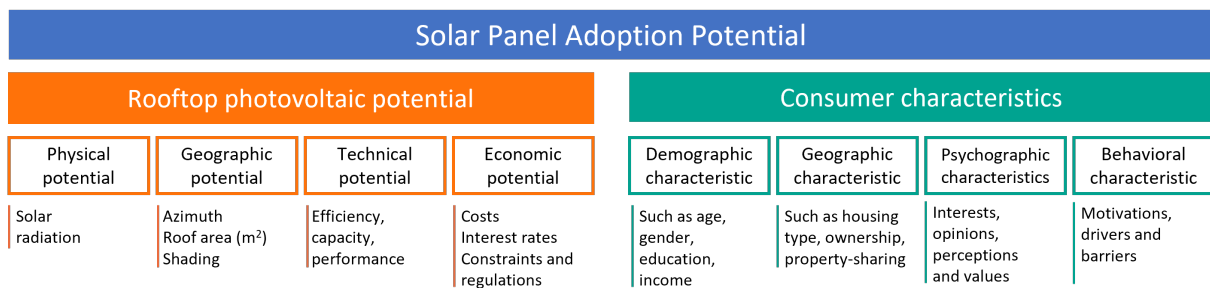 Solar Panel Adoption Potential
Rooftop photovoltaic potential
Consumer characteristics
Physical
potential
Geographic
potential
Technical
potential
Economic
potential
Demographic
characteristic
Geographic
characteristic
Psychographic
characteristics
Behavioral
characteristic
Solar
radiation
Azimuth
Roof area (m²)
Shading
Efficiency,
capacity,
performance
Costs
Interest rates
Constraints and
regulations
Such as age,
gender,
education,
income
Such as housing
type, ownership,
property-sharing
Interests,
opinions,
perceptions
and values
Motivations,
drivers and
barriers